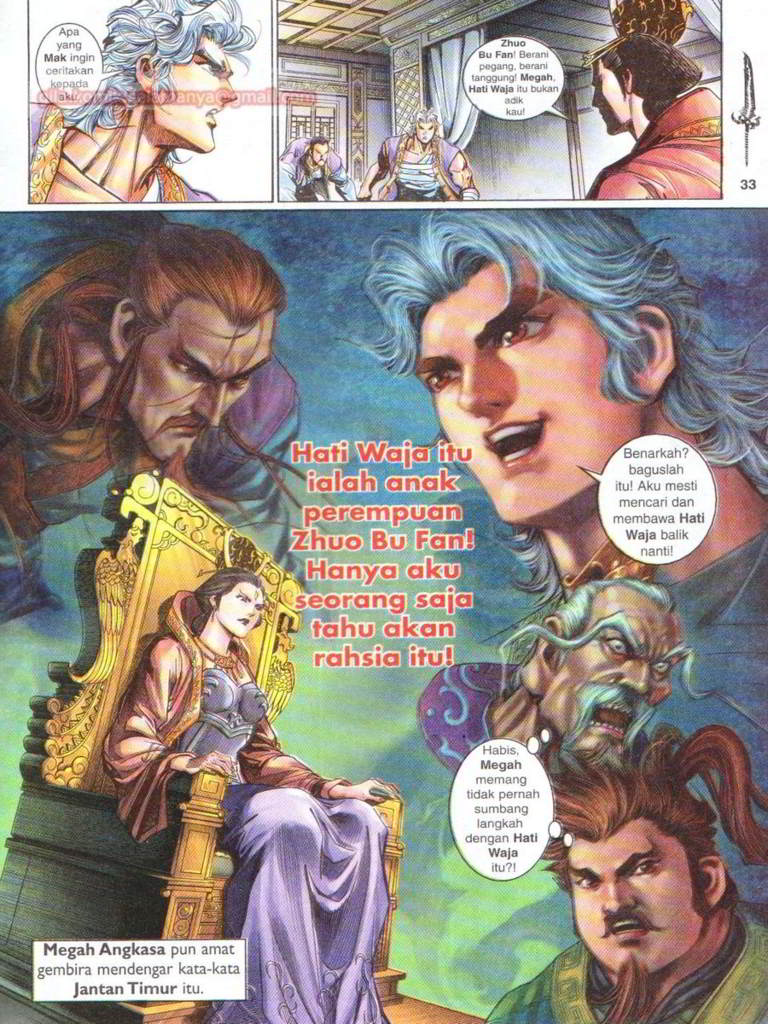 Apa
yang
Mak ingin
ceritakan
kepada
aku
Zhuo
Bu Fan! Berani
pegang, berani
tanggung! Megah,
Hati Waja itu bukan
adik
kau!
33
Hati Waja itu
ialah anak
perempuan
Zhuo Bu Fan!
Hanya aku
seorang saja
tahu akan
rahsia itu!
Benarkah?
baguslah
itu! Aku mesti
mencari dan
membawa Hati
Waja balik
nanti!
Habis,
Megah
memang
tidak pernah
sumbang
langkah
dengan Hati
Waja
itu?!
Megah Angkasa pun amat
gembira mendengar kata-kata
Jantan Timur itu.